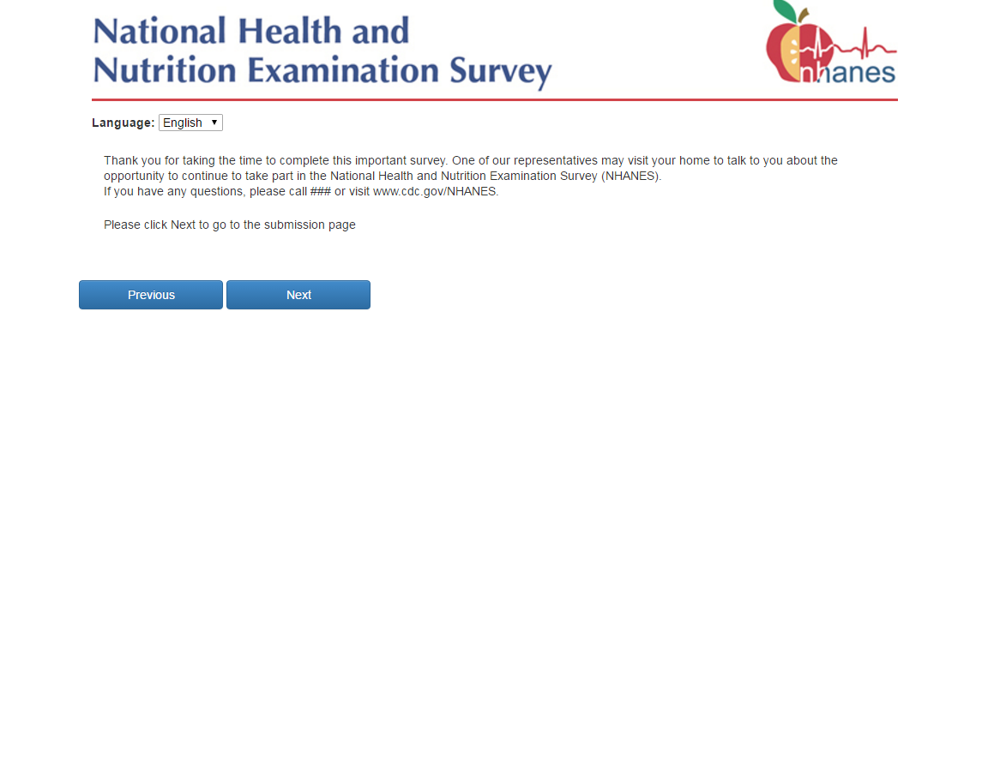 National Health and
Nutrition Examination Survey
nhanes
Language: English
Thank you for taking the time to complete this important survey. One of our representatives may visit your home to talk to you about the
opportunity to continue to take part in the National Health and Nutrition Examination Survey (NHANES).
If you have any questions, please call ### or visit www.cdc.gov/NHANES.
Please click Next to go to the submission page
Previous Next